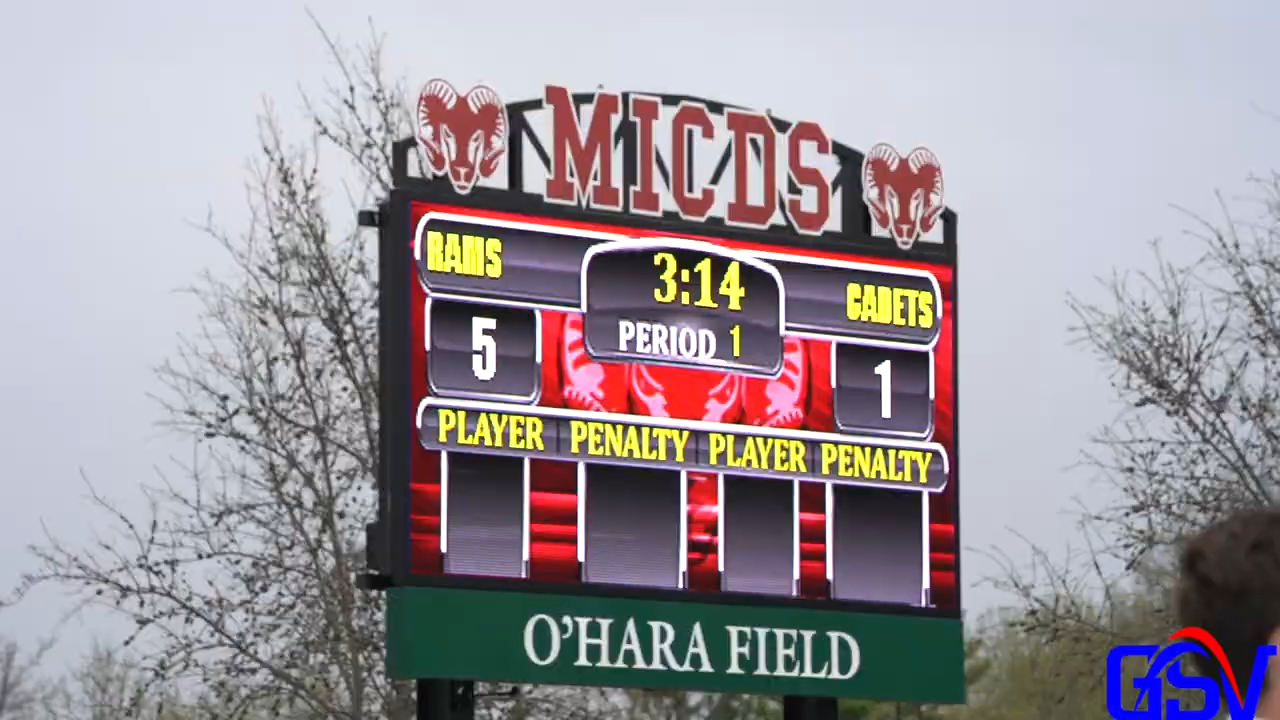 MICDS
RAMS 3:14 CADETS
PERIOD 1
5 1
PLAYER PENALTY PLAYER PENALTY
O'HARA FIELD
GSV